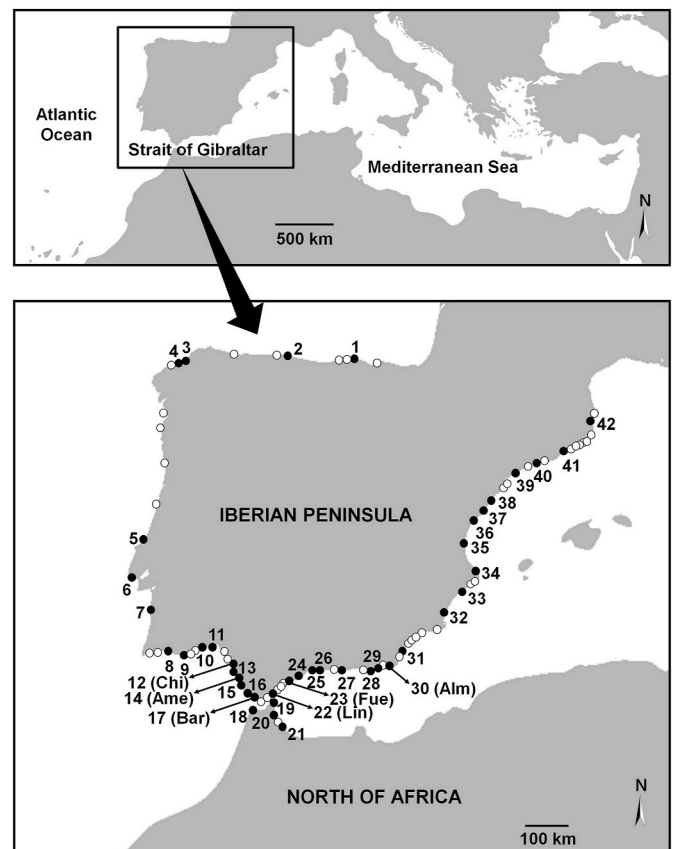 Atlantic
Ocean
Strait of Gibraltar
Mediterranean Sea
N
500 km
4 3 2 1
42
41
40
39
38
37
36
35
34
33
32
31
IBERIAN PENINSULA
5
6
7
8 9 10 11
12 (Chi)
13
14 (Ame)
15
16
17 (Bar)
18
19
20
21
22 (Lin)
23 (Fue)
24
25
26
27
28
29
30 (Alm)
NORTH OF AFRICA
N
100 km